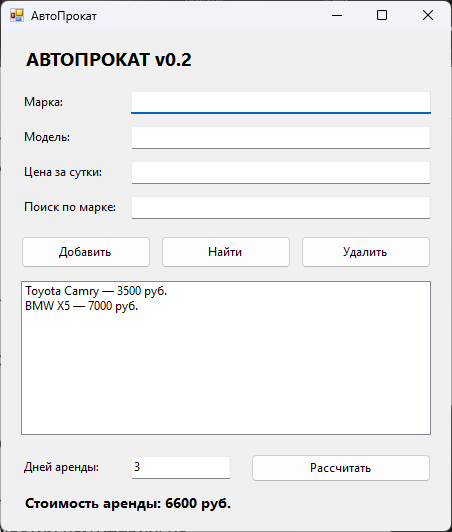 АвтоПрокат
АВТОПРОКАТ v0.2
Марка:
Модель:
Цена за сутки:
Поиск по марке:
Добавить Найти Удалить
Toyota Camry — 3500 руб.
BMW X5 — 7000 руб.
Дней аренды: 3 Рассчитать
Стоимость аренды: 6600 руб.